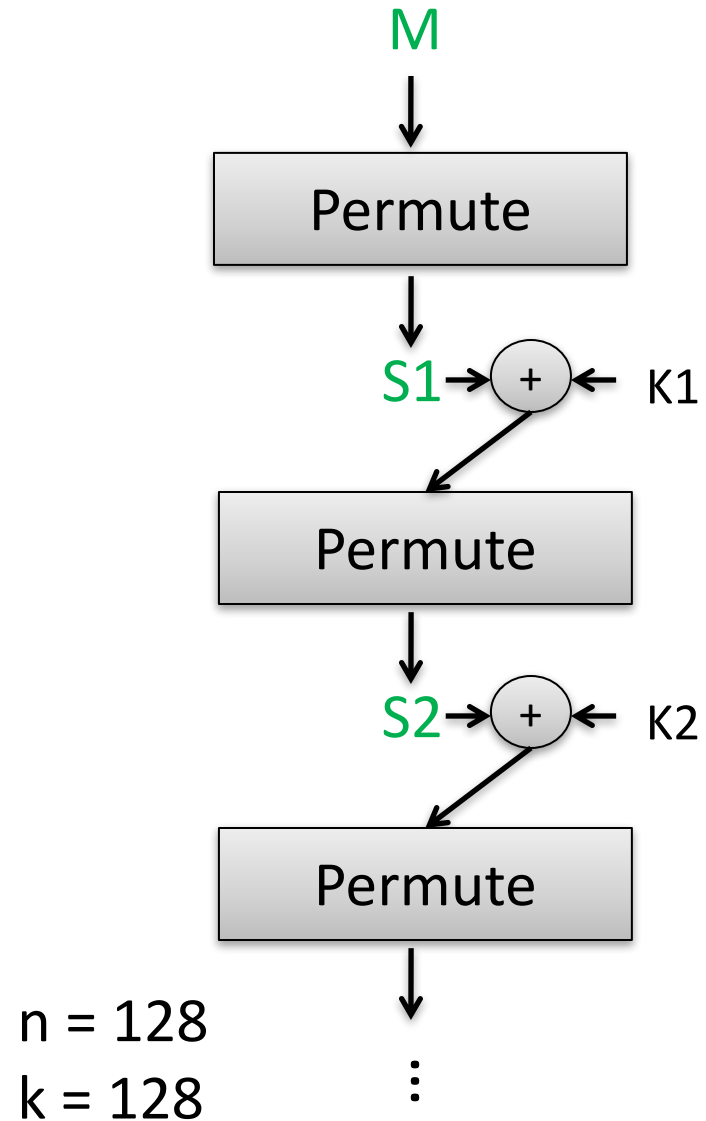 M
Permute
S1 + K1
Permute
S2 + K2
Permute
n = 128
k = 128
⋮